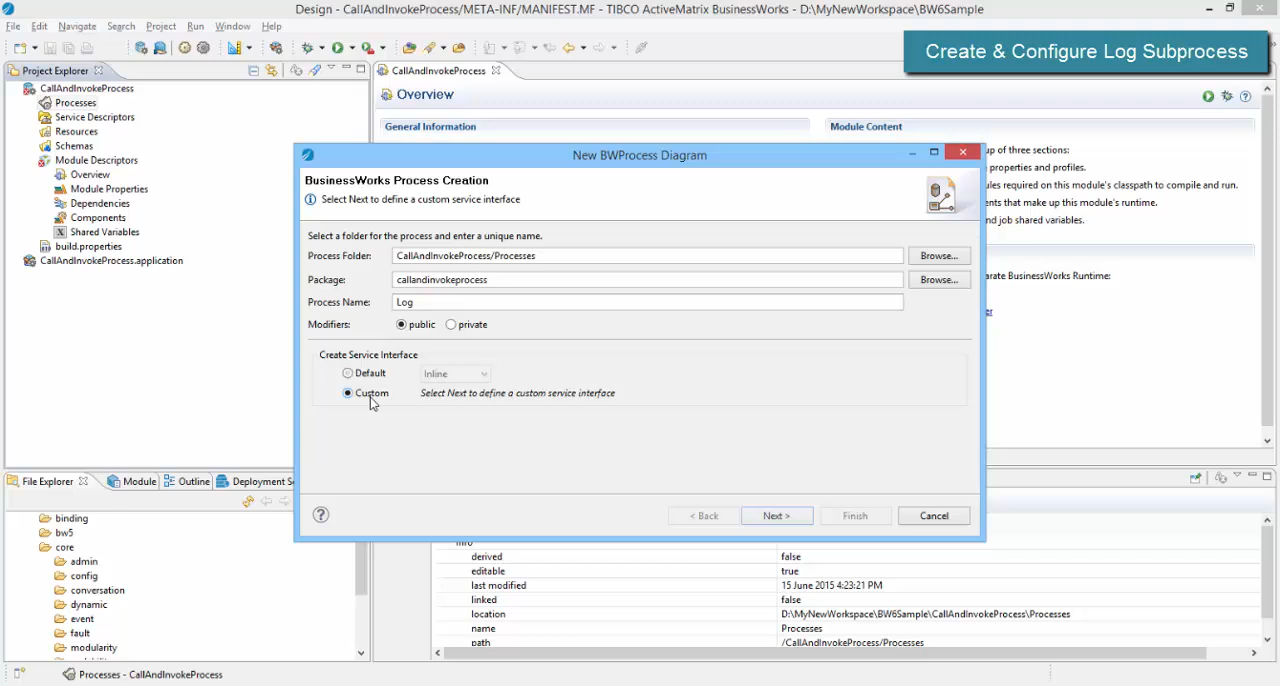 Design - CallAndInvokeProcess/META-INF/MANIFEST.MF - TIBCO ActiveMatrix BusinessWorks - D:\MyNewWorkspace\BW6Sample
File Edit Navigate Search Project Run Window Help
Create & Configure Log Subprocess
Project Explorer
CallAndInvokeProcess
Processes
Service Descriptors
Resources
Schemas
Module Descriptors
Overview
Module Properties
Dependencies
Components
Shared Variables
build.properties
CallAndInvokeProcess.application
CallAndInvokeProcess
Overview
General Information
Module Content
up of three sections:
properties and profiles.
ules required on this module's classpath to compile and run.
ents that make up this module's runtime.
and job shared variables.
arate BusinessWorks Runtime:
er
New BWProcess Diagram
BusinessWorks Process Creation
Select Next to define a custom service interface
Select a folder for the process and enter a unique name.
Process Folder: CallAndInvokeProcess/Processes Browse...
Package: callandinvokeprocess Browse...
Process Name: Log
Modifiers: public private
Create Service Interface
Default Inline
Custom Select Next to define a custom service interface
< Back Next > Finish Cancel
File Explorer Module Outline Deployment S
binding
bw5
core
admin
config
conversation
dynamic
event
fault
modularity
derived false
editable true
last modified 15 June 2015 4:23:21 PM
linked false
location D:\MyNewWorkspace\BW6Sample\CallAndInvokeProcess\Processes
name Processes
path /CallAndInvokeProcess/Processes
Processes - CallAndInvokeProcess